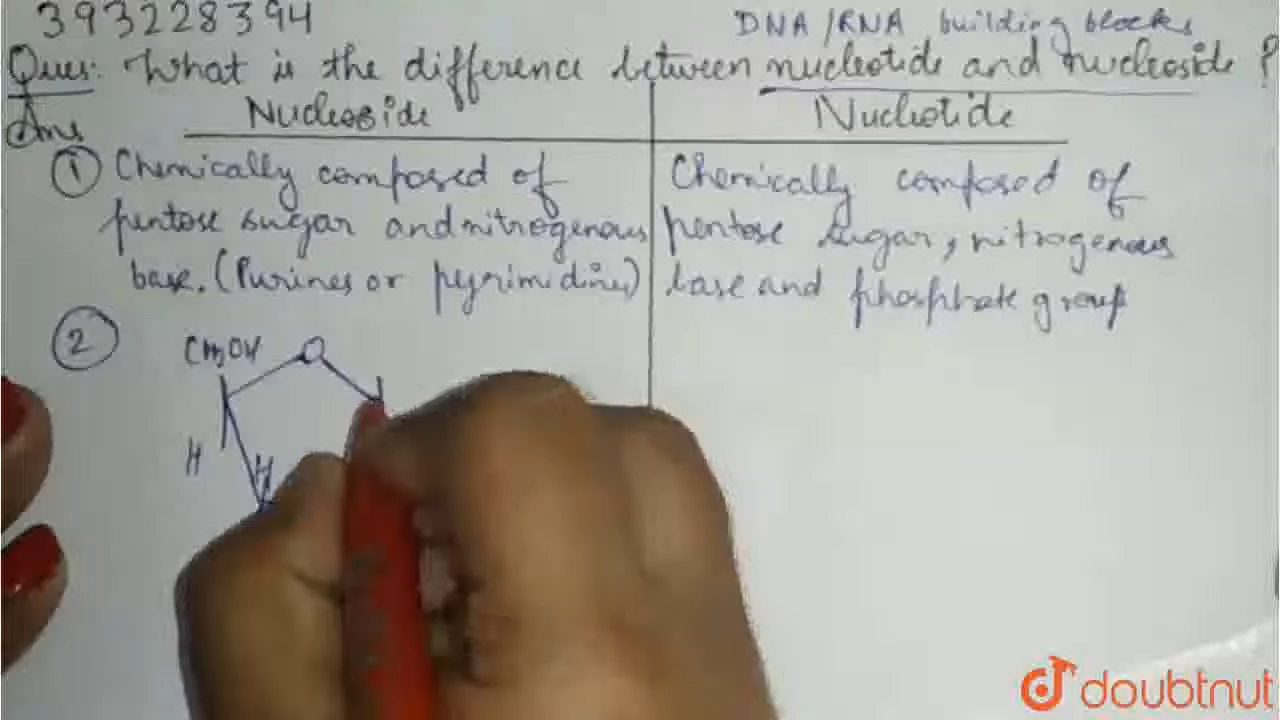 393228394
DNA/RNA building blocks
Ques: What is the difference between nucleotide and nucleoside ?
Ans
Nucleoside
Nucleotide
① Chemically composed of
pentose sugar and nitrogenous
base. (Purines or pyrimidines)
Chemically composed of
pentose sugar, nitrogenous
base and phosphate group
②
CH2OH O
H H
doubtnut